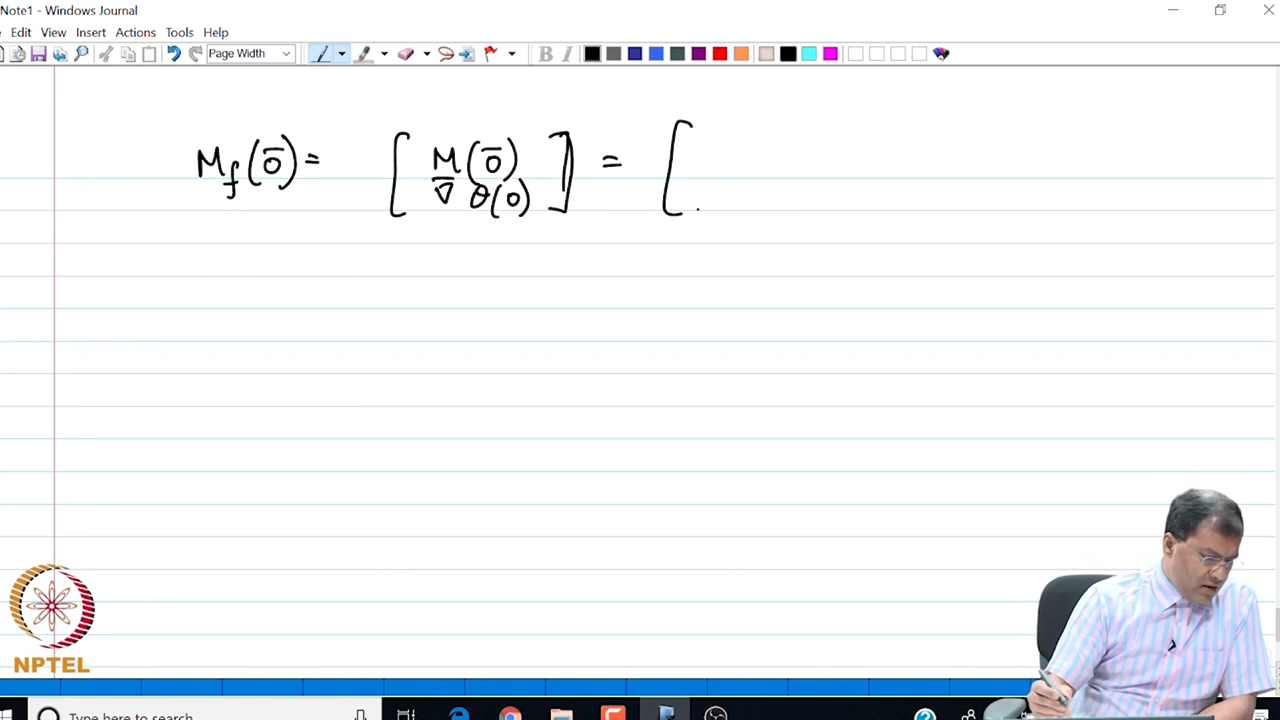 Note1 - Windows Journal
Edit View Insert Actions Tools Help
Page Width
B I
M_f(0̄) = [ M(0̄) ] = [
∇ θ(0)
NPTEL
Type here to search